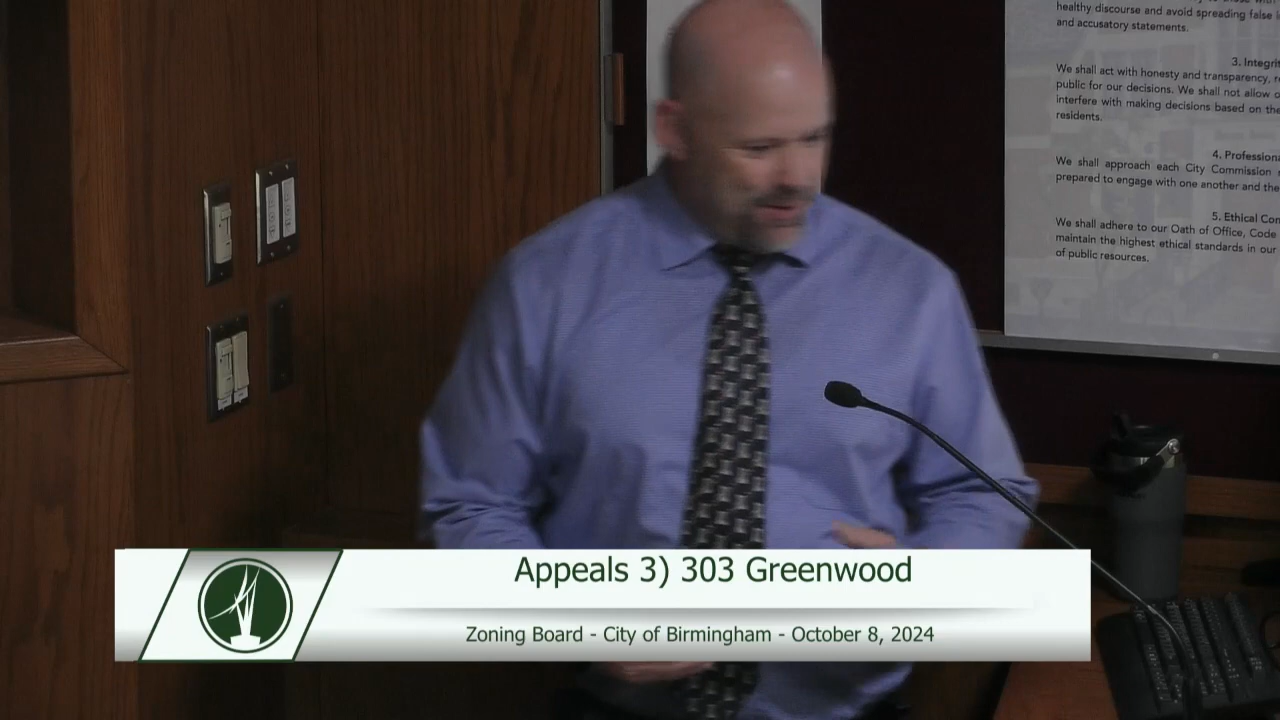 healthy discourse and avoid spreading false
and accusatory statements.
3. Integrit
We shall act with honesty and transparency,
public for our decisions. We shall not allow
interfere with making decisions based on the
residents.
4. Professiona
We shall approach each City Commission
prepared to engage with one another and the
5. Ethical Con
We shall adhere to our Oath of Office, Code
maintain the highest ethical standards in our
of public resources.
Appeals 3) 303 Greenwood
Zoning Board - City of Birmingham - October 8, 2024